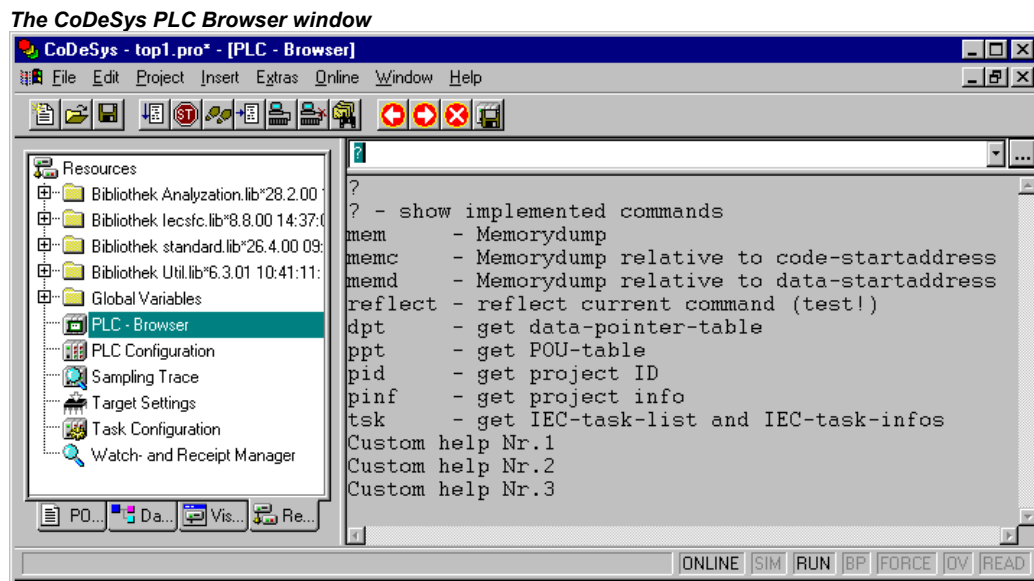 The CoDeSys PLC Browser window
CoDeSys - top1.pro* - [PLC - Browser]
File Edit Project Insert Extras Online Window Help
ST
Resources
Bibliothek Analyzation.lib*28.2.00
Bibliothek Iecsfc.lib*8.8.00 14:37:
Bibliothek standard.lib*26.4.00 09:
Bibliothek Util.lib*6.3.01 10:41:11:
Global Variables
PLC - Browser
PLC Configuration
Sampling Trace
Target Settings
Task Configuration
Watch- and Receipt Manager
PO... Da... Vis... Re...
?
...
?
? - show implemented commands
mem - Memorydump
memc - Memorydump relative to code-startaddress
memd - Memorydump relative to data-startaddress
reflect - reflect current command (test!)
dpt - get data-pointer-table
ppt - get POU-table
pid - get project ID
pinf - get project info
tsk - get IEC-task-list and IEC-task-infos
Custom help Nr.1
Custom help Nr.2
Custom help Nr.3
ONLINE SIM RUN BP FORCE OV READ